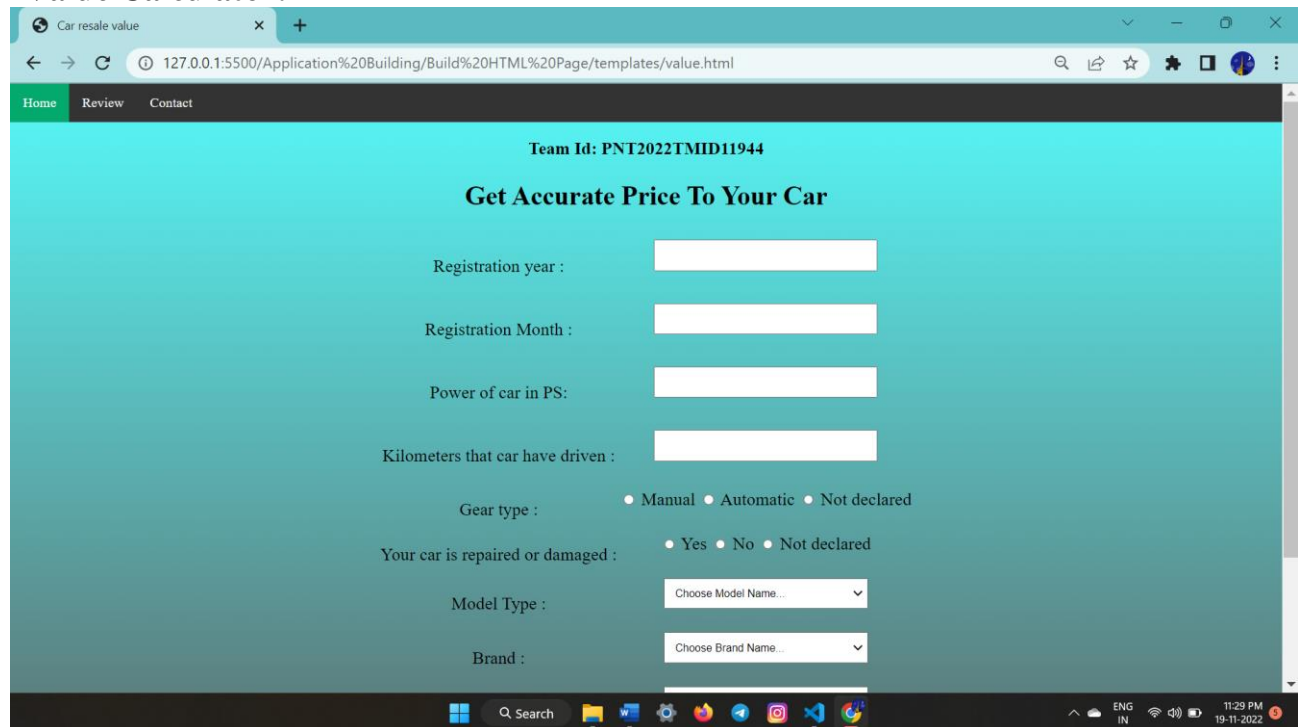 Car resale value
127.0.0.1:5500/Application%20Building/Build%20HTML%20Page/templates/value.html
Home Review Contact
Team Id: PNT2022TMID11944
Get Accurate Price To Your Car
Registration year :
Registration Month :
Power of car in PS:
Kilometers that car have driven :
Gear type : Manual Automatic Not declared
Your car is repaired or damaged : Yes No Not declared
Model Type : Choose Model Name...
Brand : Choose Brand Name...
Search ENG 11:29 PM
IN 19-11-2022 5